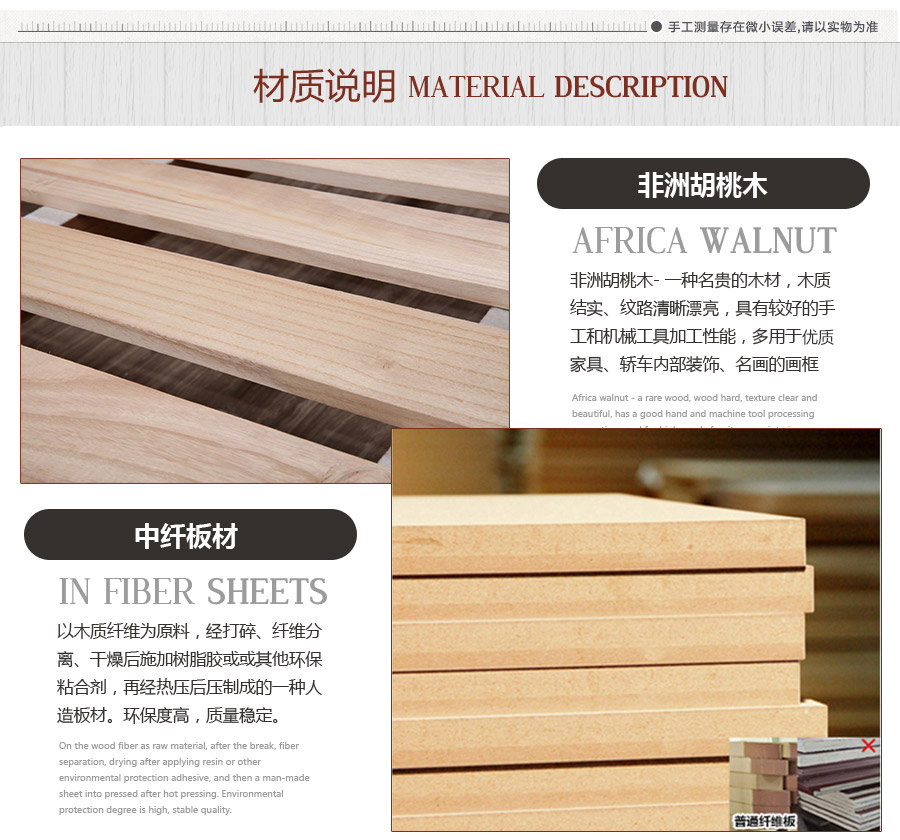 手工测量存在微小误差,请以实物为准
材质说明 MATERIAL DESCRIPTION
非洲胡桃木
AFRICA WALNUT
非洲胡桃木- 一种名贵的木材，木质
结实、纹路清晰漂亮，具有较好的手
工和机械工具加工性能，多用于优质
家具、轿车内部装饰、名画的画框
Africa walnut - a rare wood, wood hard, texture clear and
beautiful, has a good hand and machine tool processing
中纤板材
IN FIBER SHEETS
以木质纤维为原料，经打碎、纤维分
离、干燥后施加树脂胶或或其他环保
粘合剂，再经热压后压制成的一种人
造板材。环保度高，质量稳定。
On the wood fiber as raw material, after the break, fiber
separation, drying after applying resin or other
environmental protection adhesive, and then a man-made
sheet into pressed after hot pressing. Environmental
protection degree is high, stable quality.
普通纤维板